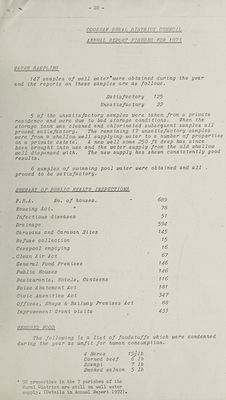 - 20 -
COOKHAM RURAL DISTRICT COUNCIL
ANNUAL REPORT FIGURES FOR 1971
WATER SAMPLING
147 samples of well water*were obtained during the year
and the reports on these samples are as follows.
Satisfactory 125
Unsatisfactory 22
5 of the unsatisfactory samples were taken from a private
residence and were due to bad storage conditions. When the
storage tank was cleaned and chlorinated subsequent samples all
proved satisfactory. The remaining 17 unsatisfactory samples
were from a shallow well supplying water to a number of properties
on a private estate. A new well some 250 ft deep has since
been brought into use and the water supply from the old shallow
well dispensed with. The new supply has shown consistently good
results.
6 samples of swimming pool water were obtained and all
proved to be satisfactory.
SUMMARY OF PUBLIC HEALTH INSPECTIONS
P.H.A. No. of houses. 689
Housing Act. " 78
Infectious diseases 51
Drainage 594
Caravans and Caravan Sites 145
Refuse collection 15
Cesspool emptying 16
Clean Air Act 67
General Food Premises 146
Public Houses 146
Restaurants, Hotels, Canteens 116
Noise Abatement Act 181
Civic Amenities Act 347
Offices, Shops & Railway Premises Act 88
Improvement Grant visits 433
UNSOUND FOOD
The following is a list of foodstuffs which were condemned
during the year as unfit for human consumption.
4 Hares 19½lb
Corned beef 6 lb
Scampi 7 lb
Smoked salmon 5 lb
* 50 properties in the 7 parishes of the
Rural District are still on well water
supply. (Details in Annual Report 1972).